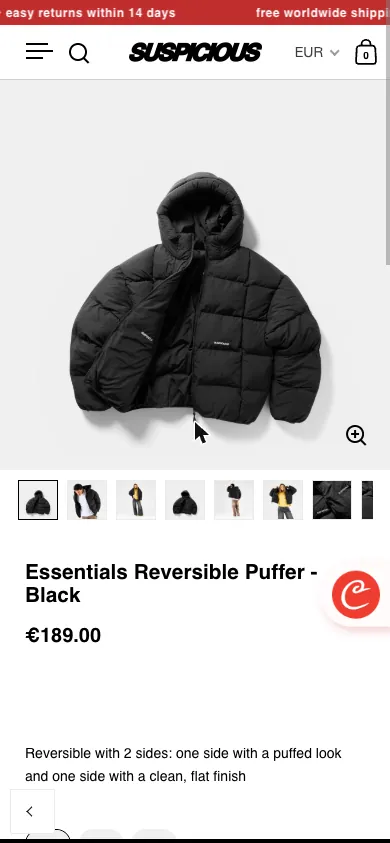 easy returns within 14 days
free worldwide shippi
SUSPICIOUS
EUR
0
Essentials Reversible Puffer -
Black
€189.00
Reversible with 2 sides: one side with a puffed look
and one side with a clean, flat finish